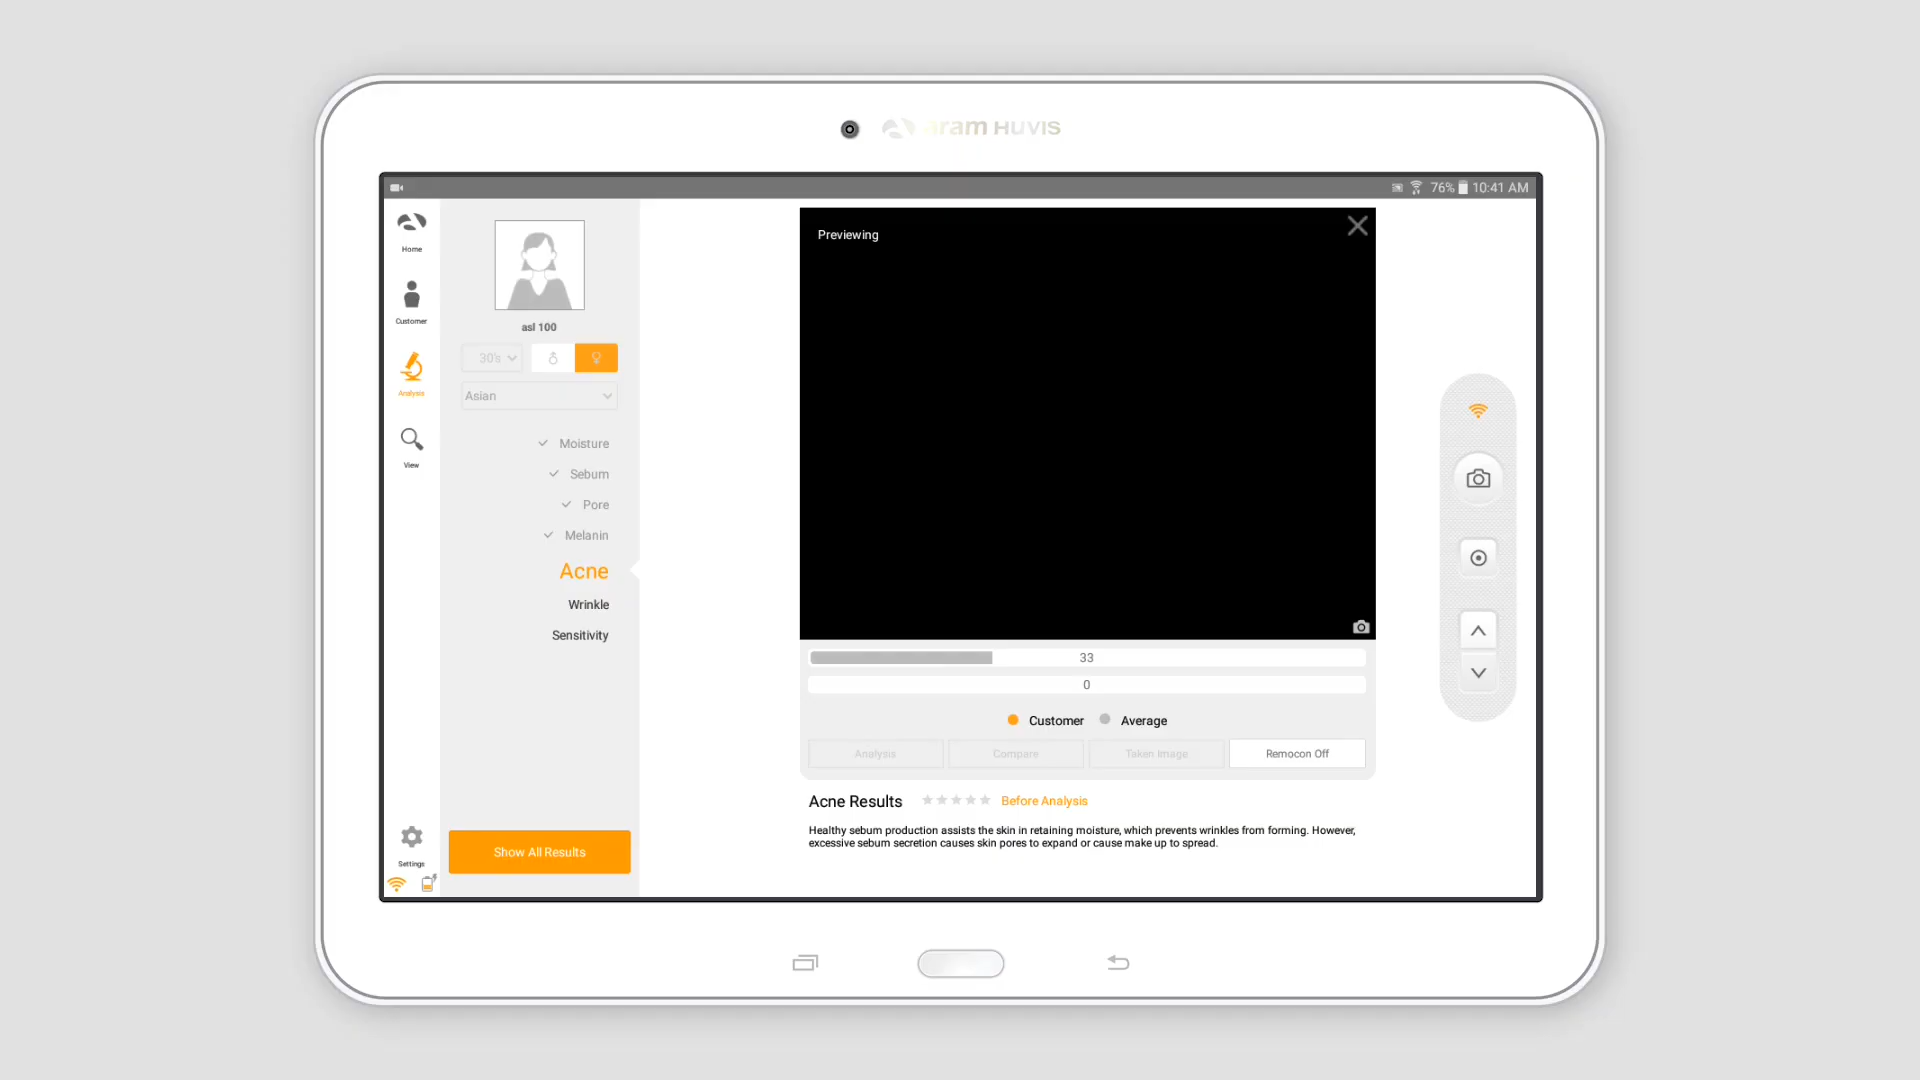 aram HUVIS
76% 10:41 AM
Home
Customer
Analysis
View
Settings
asl 100
30's
Asian
Moisture
Sebum
Pore
Melanin
Acne
Wrinkle
Sensitivity
Show All Results
Previewing
33
0
Customer Average
Analysis Compare Taken Image Remocon Off
Acne Results Before Analysis
Healthy sebum production assists the skin in retaining moisture, which prevents wrinkles from forming. However,
excessive sebum secretion causes skin pores to expand or cause make up to spread.